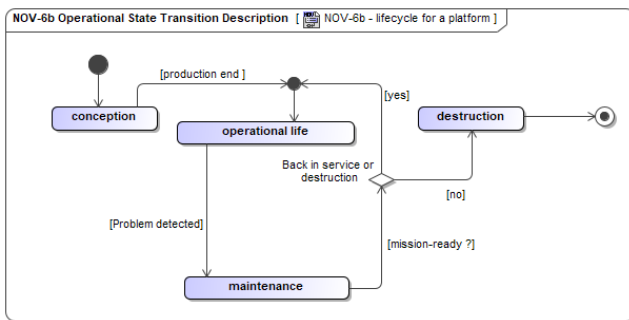 NOV-6b Operational State Transition Description [ NOV-6b - lifecycle for a platform ]
[production end ]
conception
[yes]
destruction
operational life
Back in service or
destruction
[no]
[Problem detected]
[mission-ready ?]
maintenance